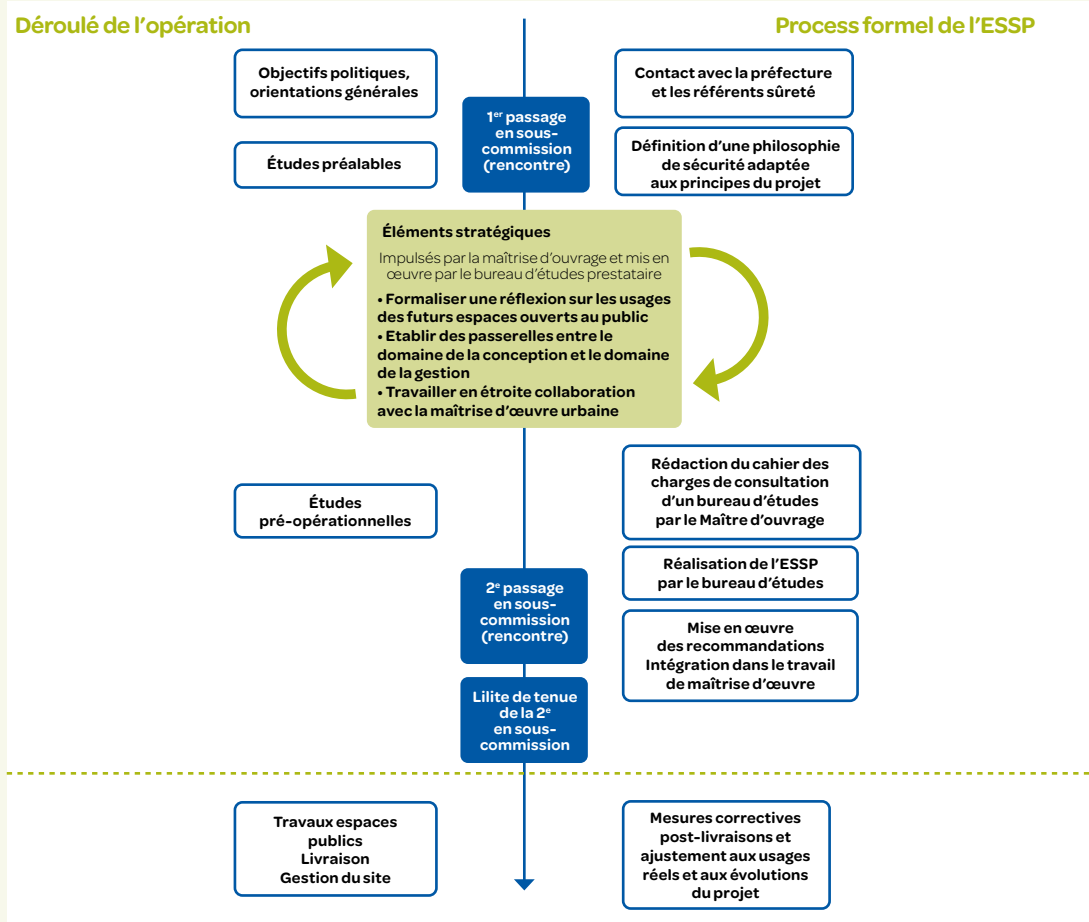 Déroulé de l'opération
Process formel de l'ESSP
Objectifs politiques,
orientations générales
Contact avec la préfecture
et les référents sûreté
1er passage
en sous-
commission
(rencontre)
Études préalables
Définition d'une philosophie
de sécurité adaptée
aux principes du projet
Éléments stratégiques
Impulsés par la maîtrise d'ouvrage et mis en
œuvre par le bureau d'études prestataire
• Formaliser une réflexion sur les usages
des futurs espaces ouverts au public
• Etablir des passerelles entre le
domaine de la conception et le domaine
de la gestion
• Travailler en étroite collaboration
avec la maîtrise d'œuvre urbaine
Études
pré-opérationnelles
Rédaction du cahier des
charges de consultation
d'un bureau d'études
par le Maître d'ouvrage
Réalisation de l'ESSP
par le bureau d'études
2e passage
en sous-
commission
(rencontre)
Mise en œuvre
des recommandations
Intégration dans le travail
de maîtrise d'œuvre
Lilite de tenue
de la 2e
en sous-
commission
Travaux espaces
publics
Livraison
Gestion du site
Mesures correctives
post-livraisons et
ajustement aux usages
réels et aux évolutions
du projet